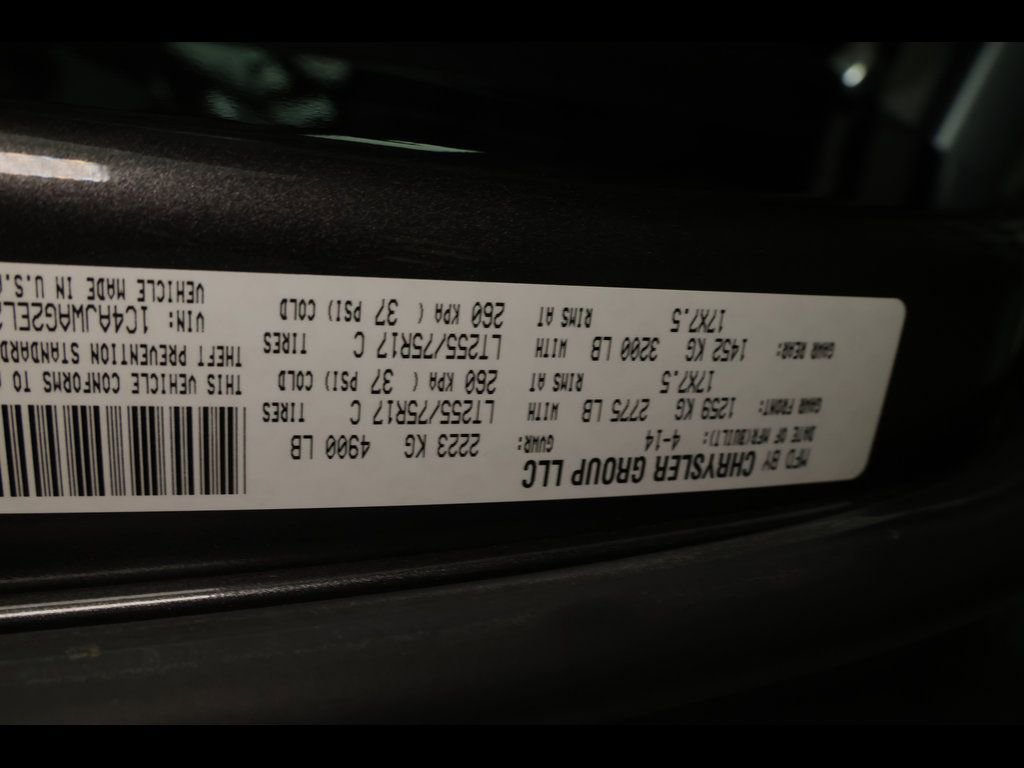 MFD BY CHRYSLER GROUP LLC
DATE OF MFR(BUILT): 4-14 GVWR: 2223 KG 4900 LB
GAWR FRONT: 1259 KG 2775 LB WITH LT255/75R17 C TIRES
17X7.5 RIMS AT 260 KPA ( 37 PSI) COLD
GAWR REAR: 1452 KG 3200 LB WITH LT255/75R17 C TIRES
17X7.5 RIMS AT 260 KPA ( 37 PSI) COLD
THIS VEHICLE CONFORMS TO
THEFT PREVENTION STANDARD
VIN: 1C4AJWAG2EL
VEHICLE MADE IN U.S.